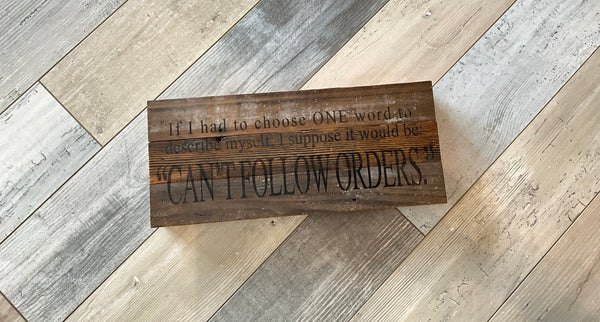 "If I had to choose ONE word to
describe myself, I suppose it would be:
"CAN'T FOLLOW ORDERS."